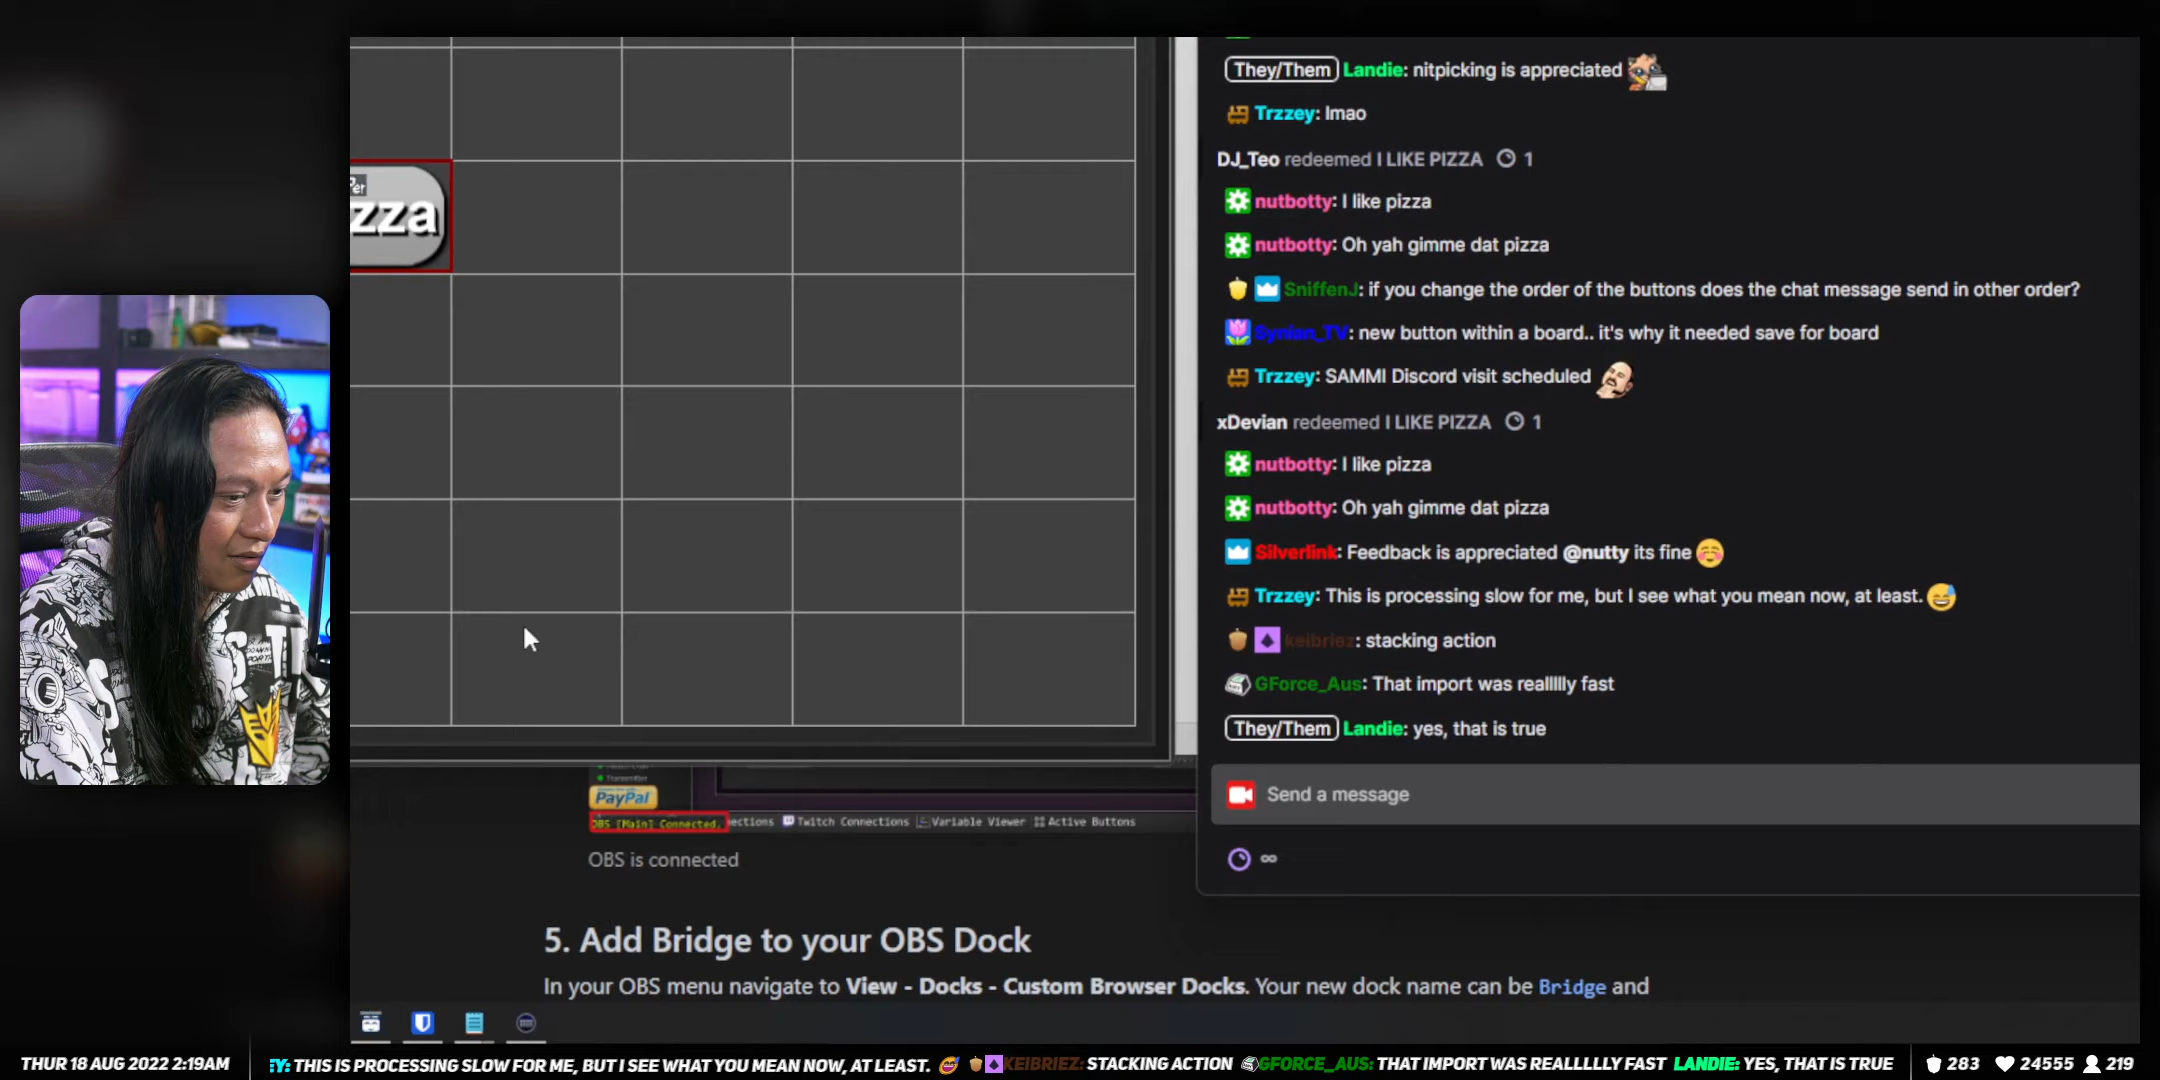 They/Them Landie: nitpicking is appreciated
Trzzey: lmao
DJ_Teo redeemed I LIKE PIZZA 1
nutbotty: I like pizza
nutbotty: Oh yah gimme dat pizza
SniffenJ: if you change the order of the buttons does the chat message send in other order?
Synian_TV: new button within a board.. it's why it needed save for board
Trzzey: SAMMI Discord visit scheduled
xDevian redeemed I LIKE PIZZA 1
nutbotty: I like pizza
nutbotty: Oh yah gimme dat pizza
Silverlink: Feedback is appreciated @nutty its fine
Trzzey: This is processing slow for me, but I see what you mean now, at least.
keibriez: stacking action
GForce_Aus: That import was reallllly fast
They/Them Landie: yes, that is true
Send a message
∞
Per
zza
Transmitter
PayPal
OBS [Main] Connected. ections Twitch Connections Variable Viewer Active Buttons
OBS is connected
5. Add Bridge to your OBS Dock
In your OBS menu navigate to View - Docks - Custom Browser Docks. Your new dock name can be Bridge and
THUR 18 AUG 2022 2:19AM EY: THIS IS PROCESSING SLOW FOR ME, BUT I SEE WHAT YOU MEAN NOW, AT LEAST. KEIBRIEZ: STACKING ACTION GFORCE_AUS: THAT IMPORT WAS REALLLLLY FAST LANDIE: YES, THAT IS TRUE 283 24555 219